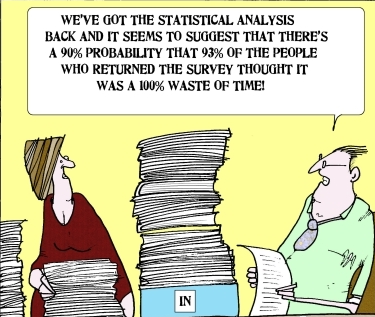 WE'VE GOT THE STATISTICAL ANALYSIS
BACK AND IT SEEMS TO SUGGEST THAT THERE'S
A 90% PROBABILITY THAT 93% OF THE PEOPLE
WHO RETURNED THE SURVEY THOUGHT IT
WAS A 100% WASTE OF TIME!
IN